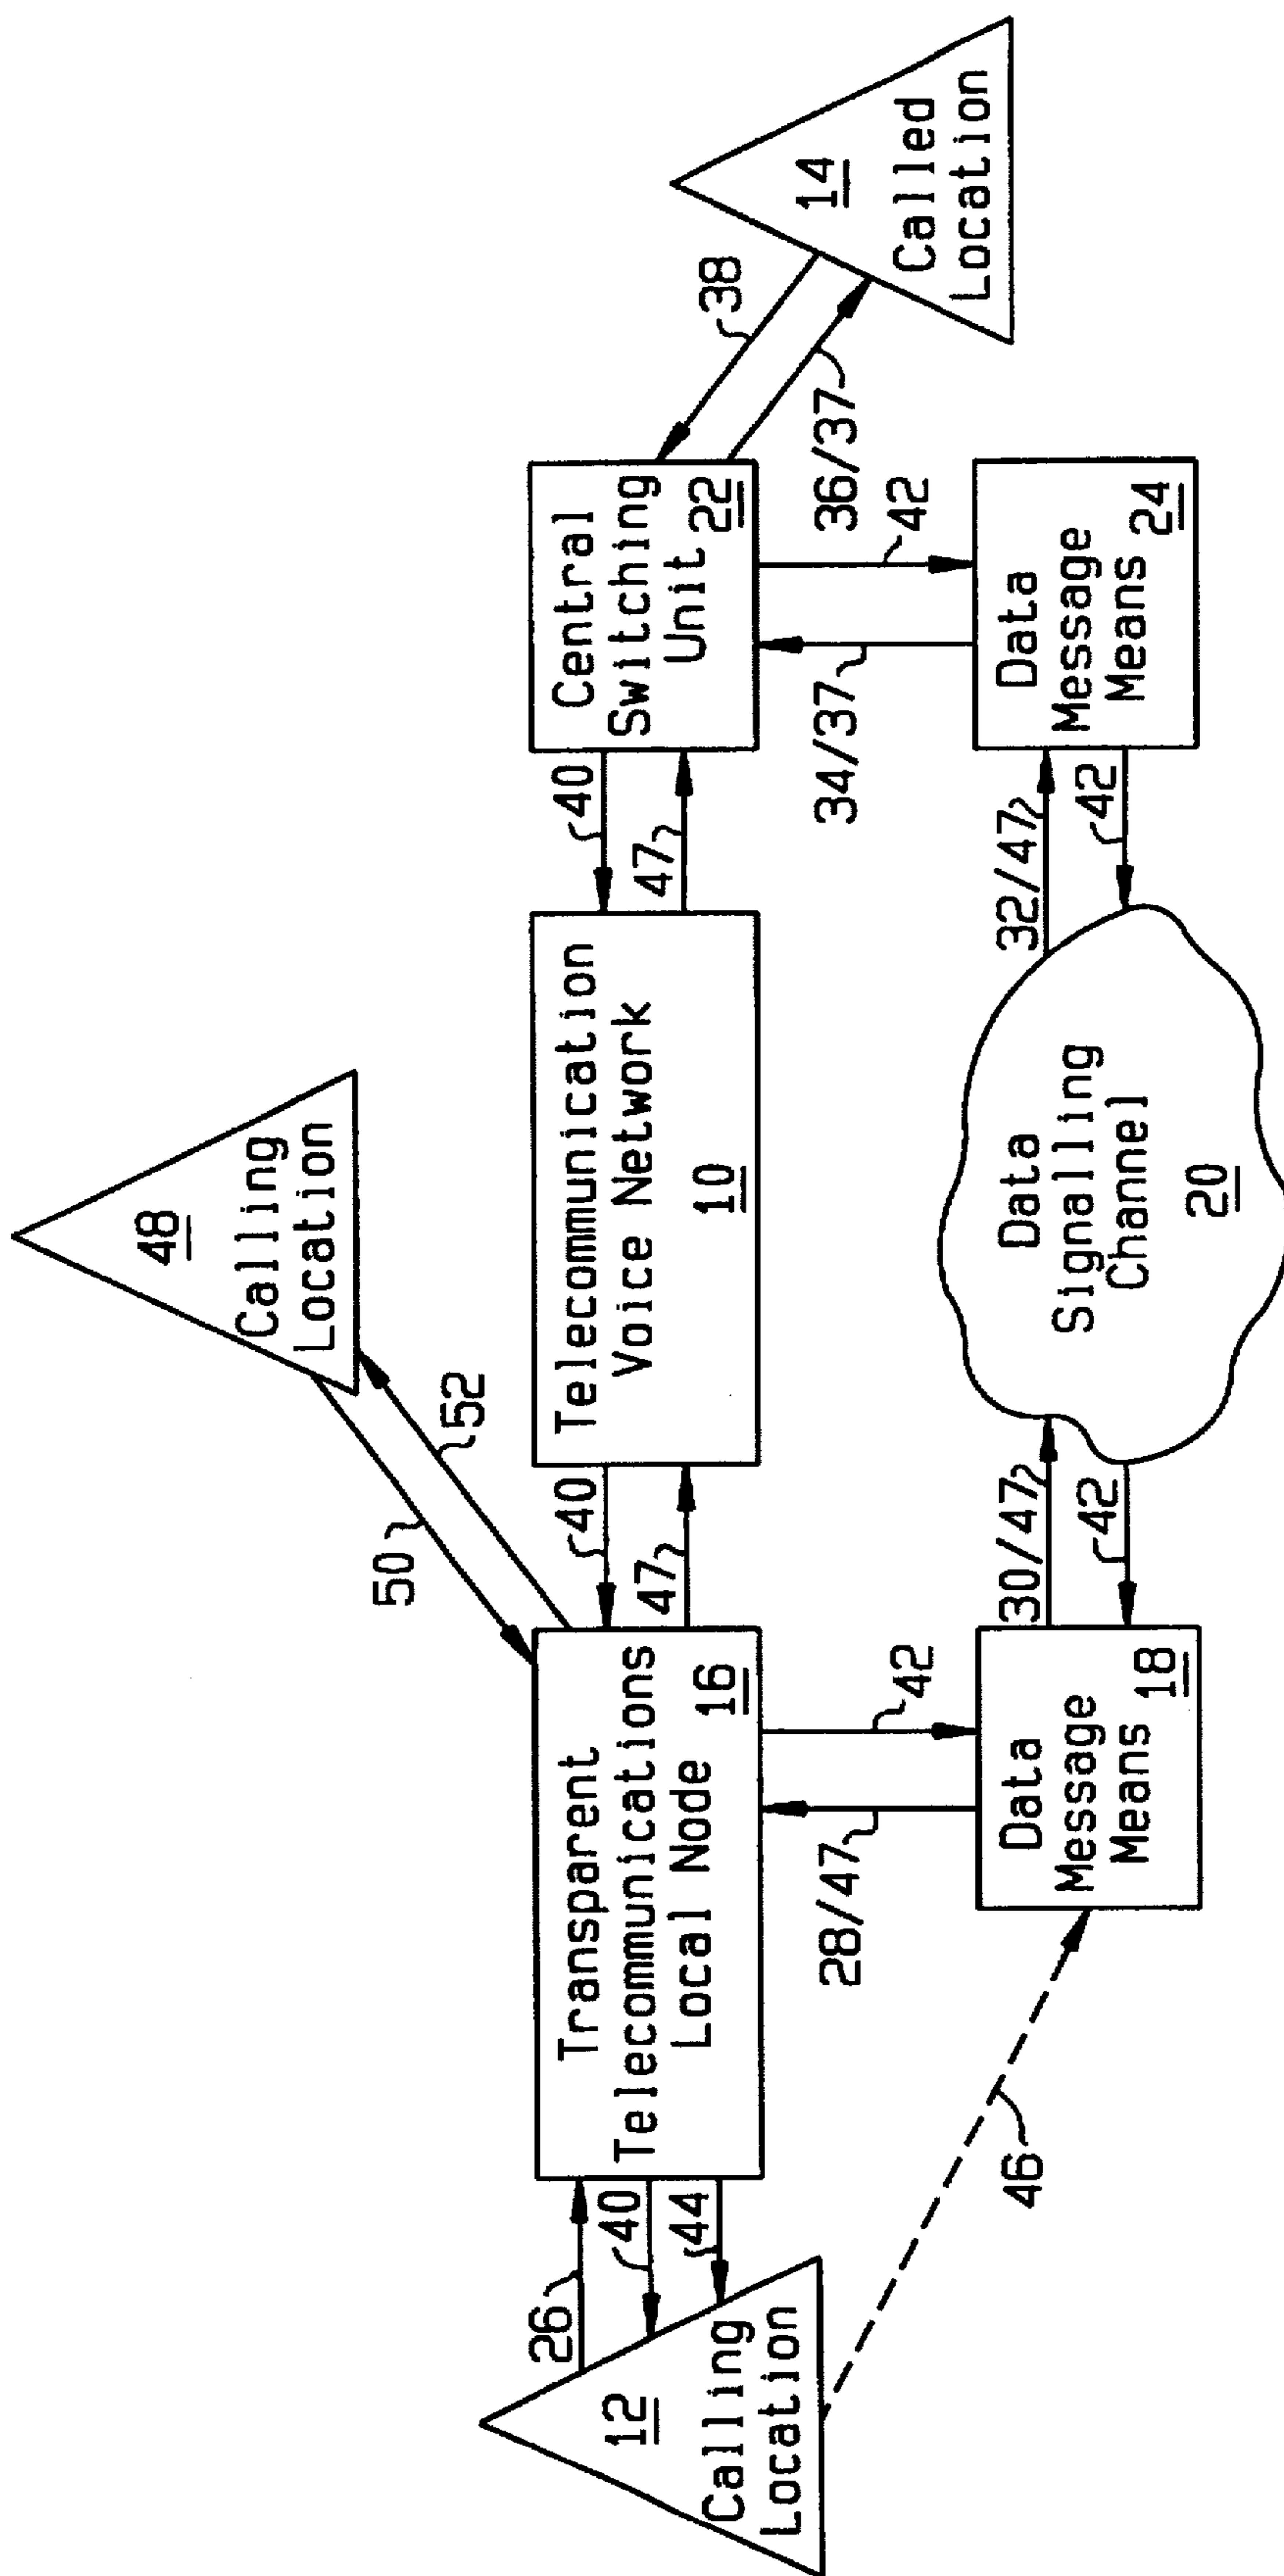 48
Calling
Location
50
52
12
Calling
Location
26
40
44
Transparent
Telecommunications
Local Node
16
40
47
Telecommunication
Voice Network
10
40
47
Central
Switching
Unit
22
38
36/37
14
Called
Location
28/47
42
34/37
42
46
Data
Message
Means
18
30/47
42
Data
Signalling
Channel
20
32/47
42
Data
Message
Means
24